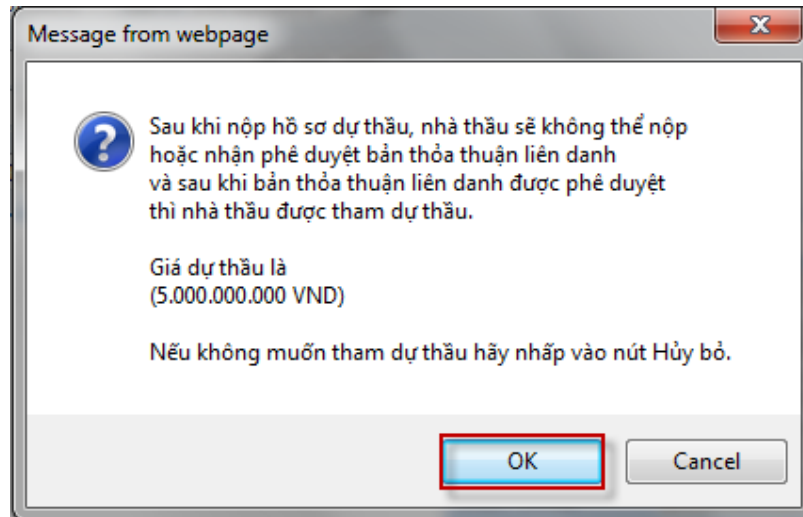 Message from webpage
x
?
Sau khi nộp hồ sơ dự thầu, nhà thầu sẽ không thể nộp
hoặc nhận phê duyệt bản thỏa thuận liên danh
và sau khi bản thỏa thuận liên danh được phê duyệt
thì nhà thầu được tham dự thầu.
Giá dự thầu là
(5.000.000.000 VND)
Nếu không muốn tham dự thầu hãy nhấp vào nút Hủy bỏ.
OK
Cancel